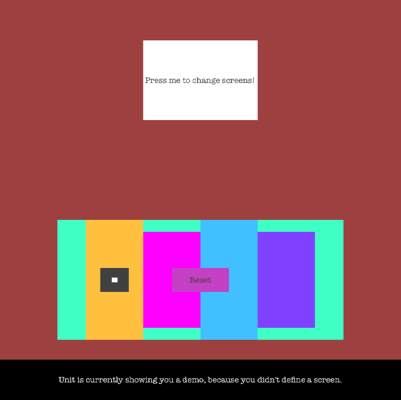 Press me to change screens!
Reset
Unit is currently showing you a demo, because you didn't define a screen.